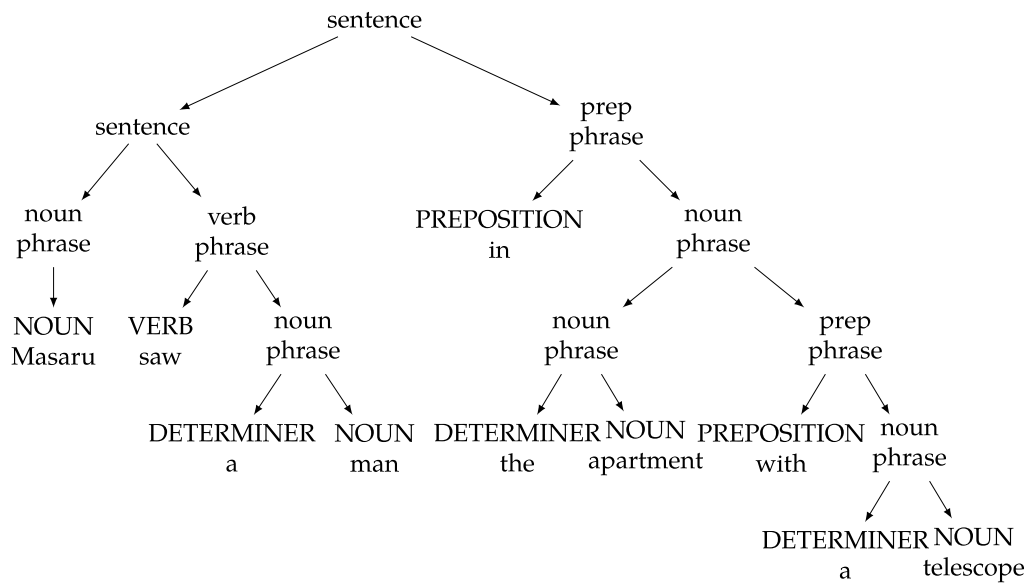 sentence
sentence
prep
phrase
noun
phrase
verb
phrase
PREPOSITION
in
noun
phrase
NOUN
Masaru
VERB
saw
noun
phrase
noun
phrase
prep
phrase
DETERMINER
a
NOUN
man
DETERMINER
the
NOUN
apartment
PREPOSITION
with
noun
phrase
DETERMINER
a
NOUN
telescope